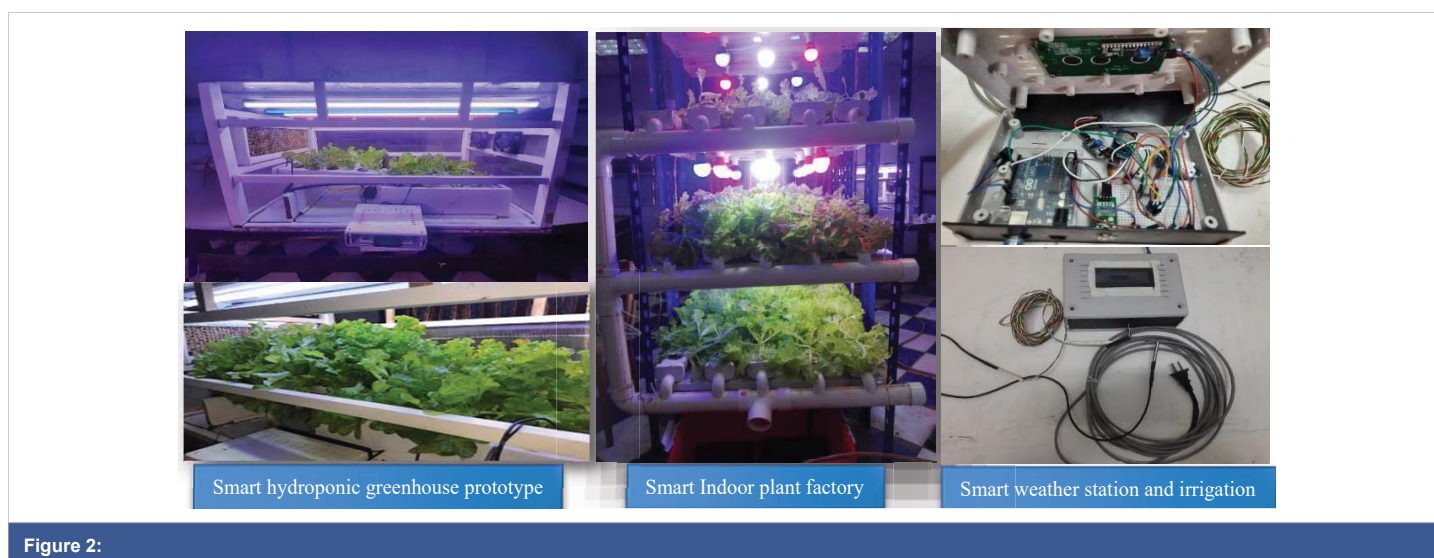 Smart hydroponic greenhouse prototype
Smart Indoor plant factory
Smart weather station and irrigation
Figure 2: